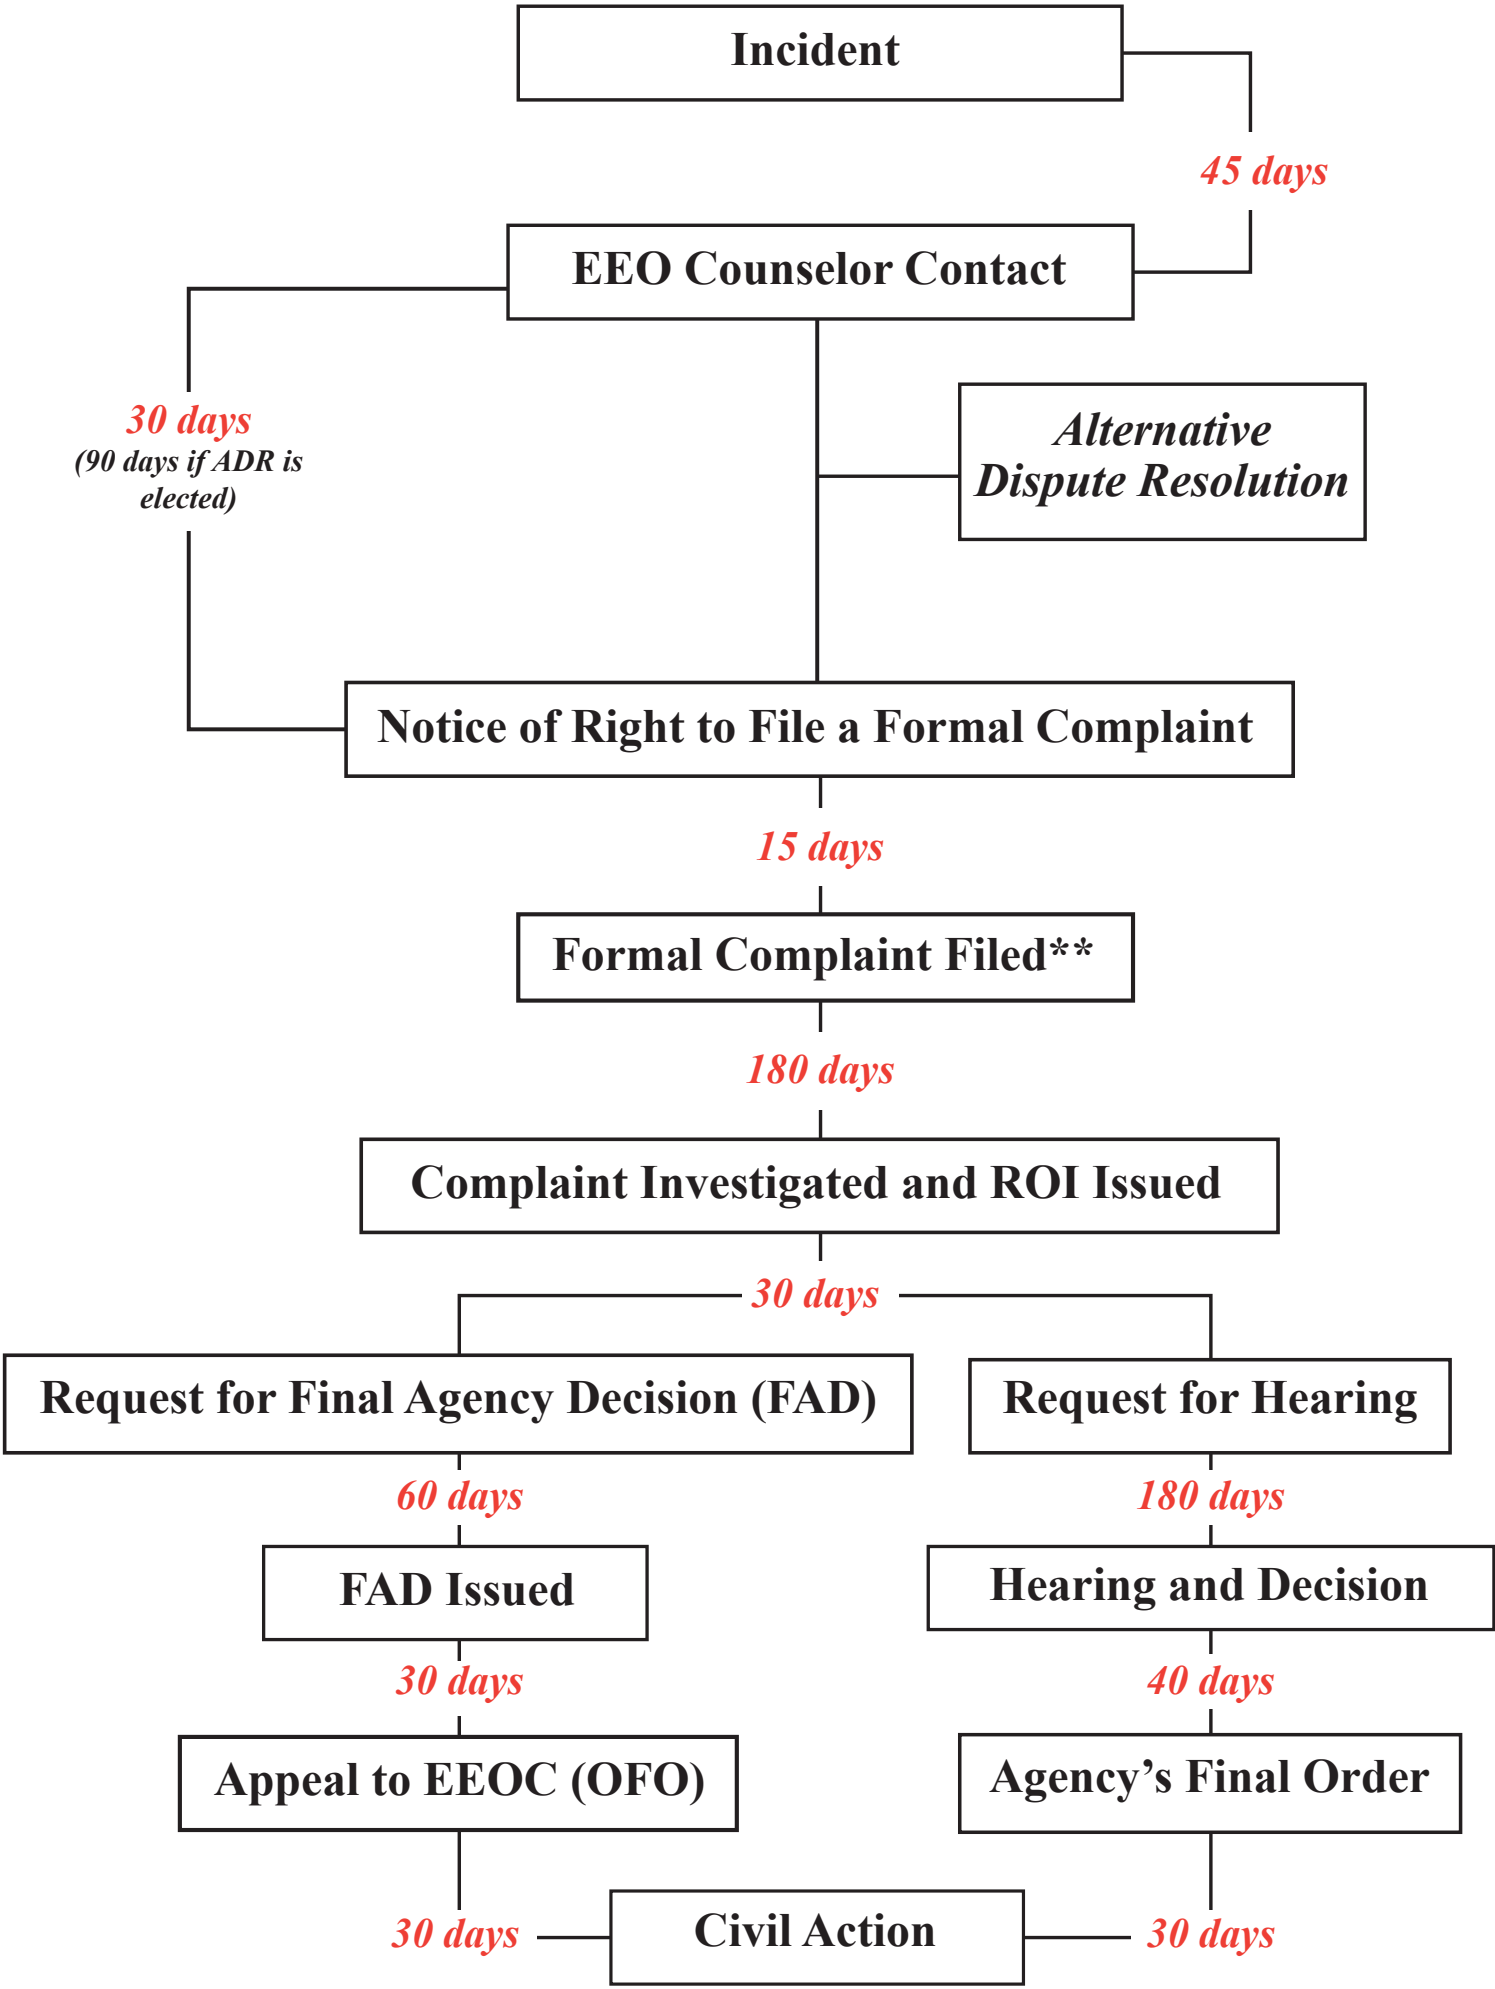 Incident
45 days
EEO Counselor Contact
30 days
(90 days if ADR is
elected)
Alternative
Dispute Resolution
Notice of Right to File a Formal Complaint
15 days
Formal Complaint Filed**
180 days
Complaint Investigated and ROI Issued
30 days
Request for Final Agency Decision (FAD)
Request for Hearing
60 days
180 days
FAD Issued
Hearing and Decision
30 days
40 days
Appeal to EEOC (OFO)
Agency’s Final Order
30 days
Civil Action
30 days